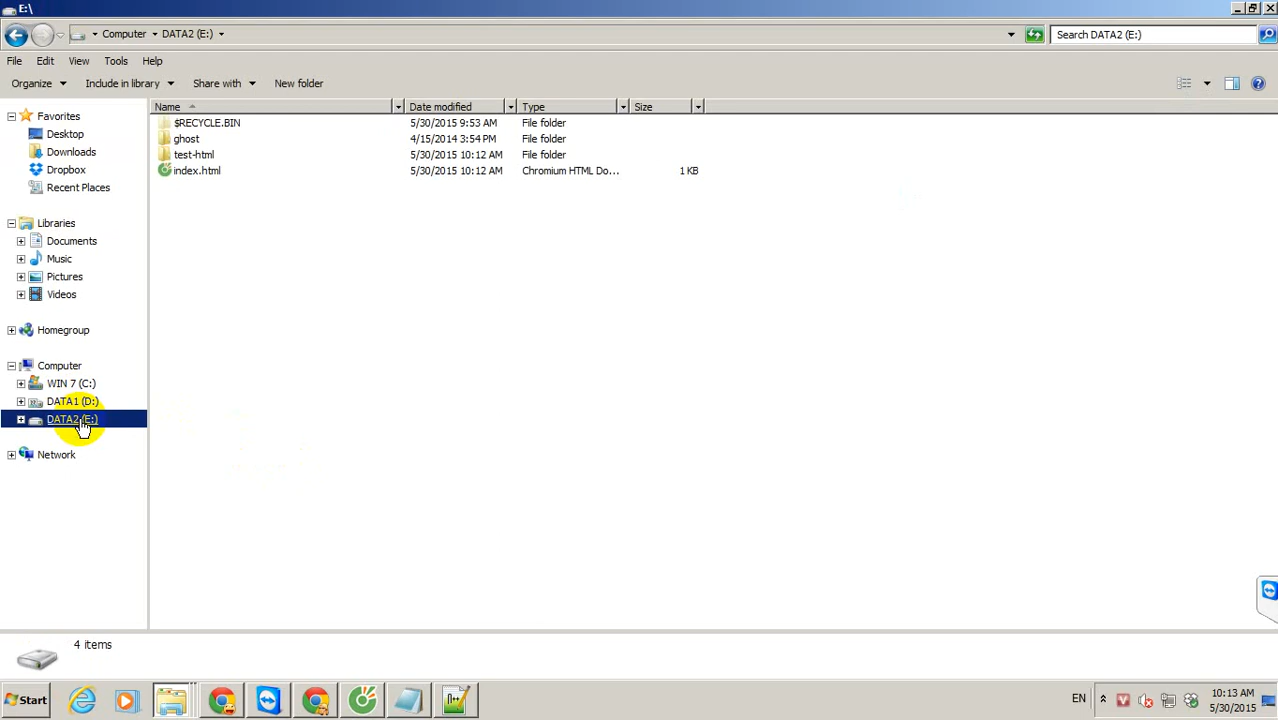 E:\
Computer DATA2 (E:)
Search DATA2 (E:)
File Edit View Tools Help
Organize Include in library Share with New folder
Name Date modified Type Size
$RECYCLE.BIN 5/30/2015 9:53 AM File folder
ghost 4/15/2014 3:54 PM File folder
test-html 5/30/2015 10:12 AM File folder
index.html 5/30/2015 10:12 AM Chromium HTML Do... 1 KB
Favorites
Desktop
Downloads
Dropbox
Recent Places
Libraries
Documents
Music
Pictures
Videos
Homegroup
Computer
WIN 7 (C:)
DATA1 (D:)
DATA2 (E:)
Network
4 items
Start
EN
10:13 AM
5/30/2015